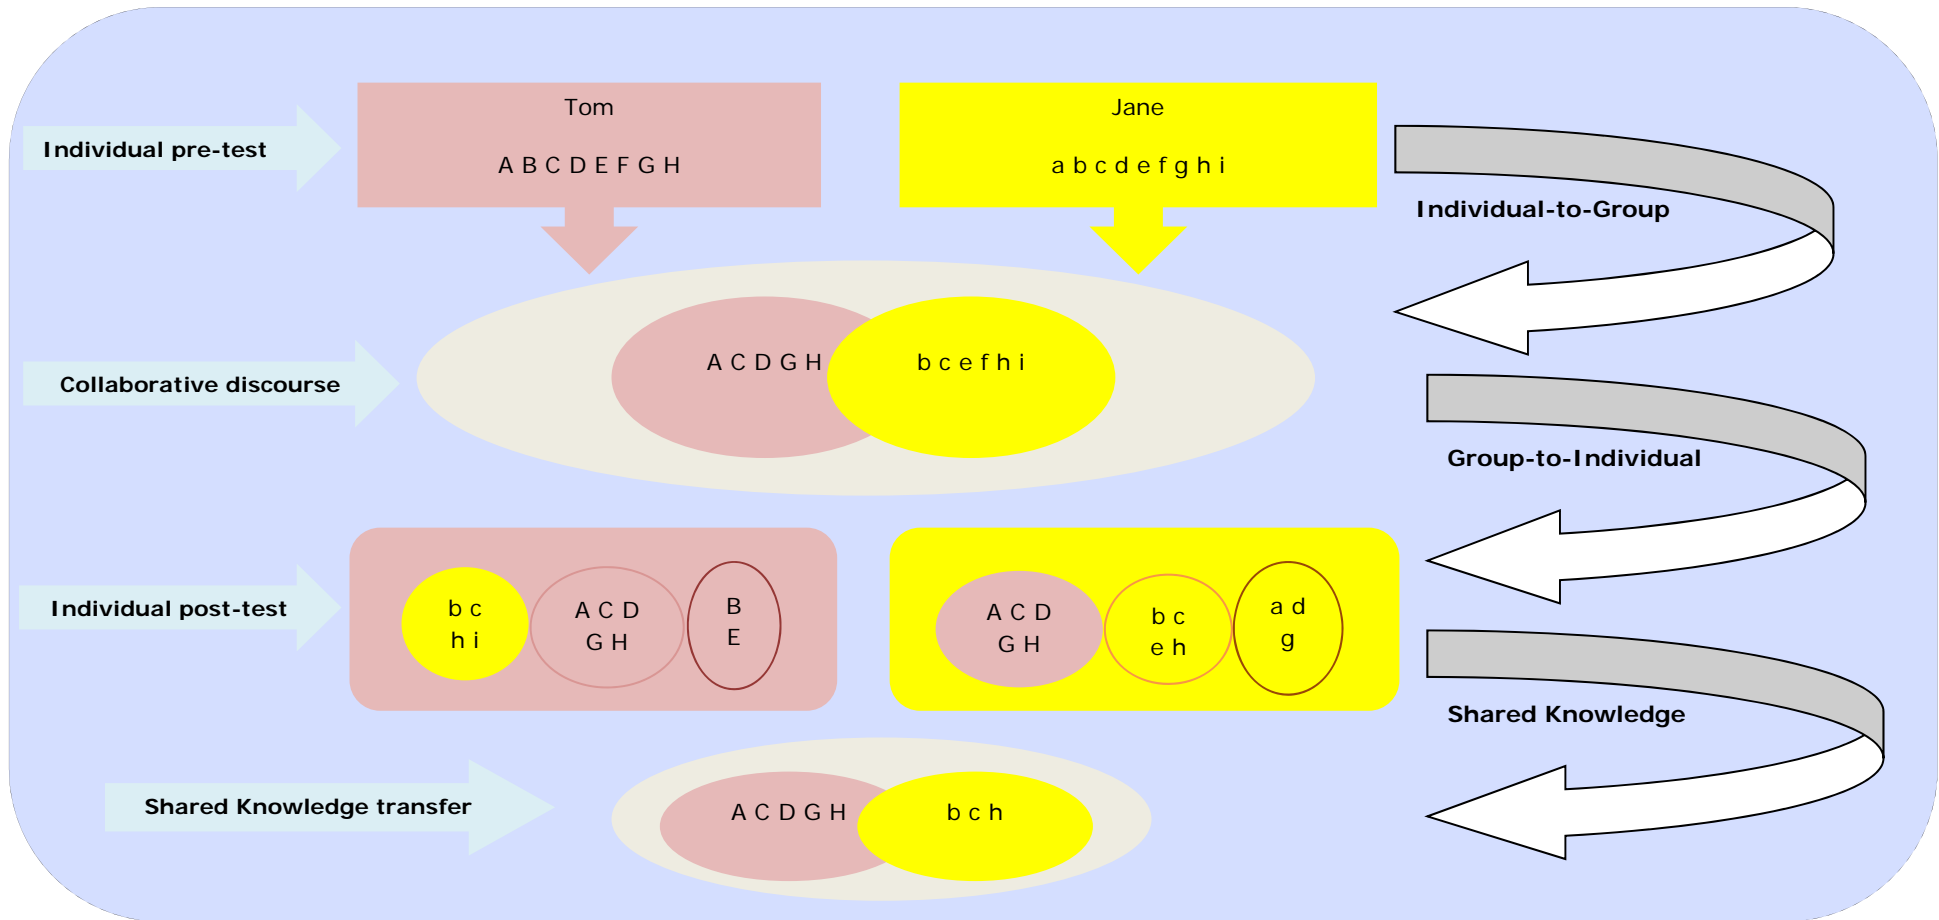 Individual pre-test
Tom
A B C D E F G H
Jane
a b c d e f g h i
Individual-to-Group
Collaborative discourse
A C D G H
b c e f h i
Group-to-Individual
Individual post-test
b c
h i
A C D
G H
B
E
A C D
G H
b c
e h
a d
g
Shared Knowledge
Shared Knowledge transfer
A C D G H
b c h